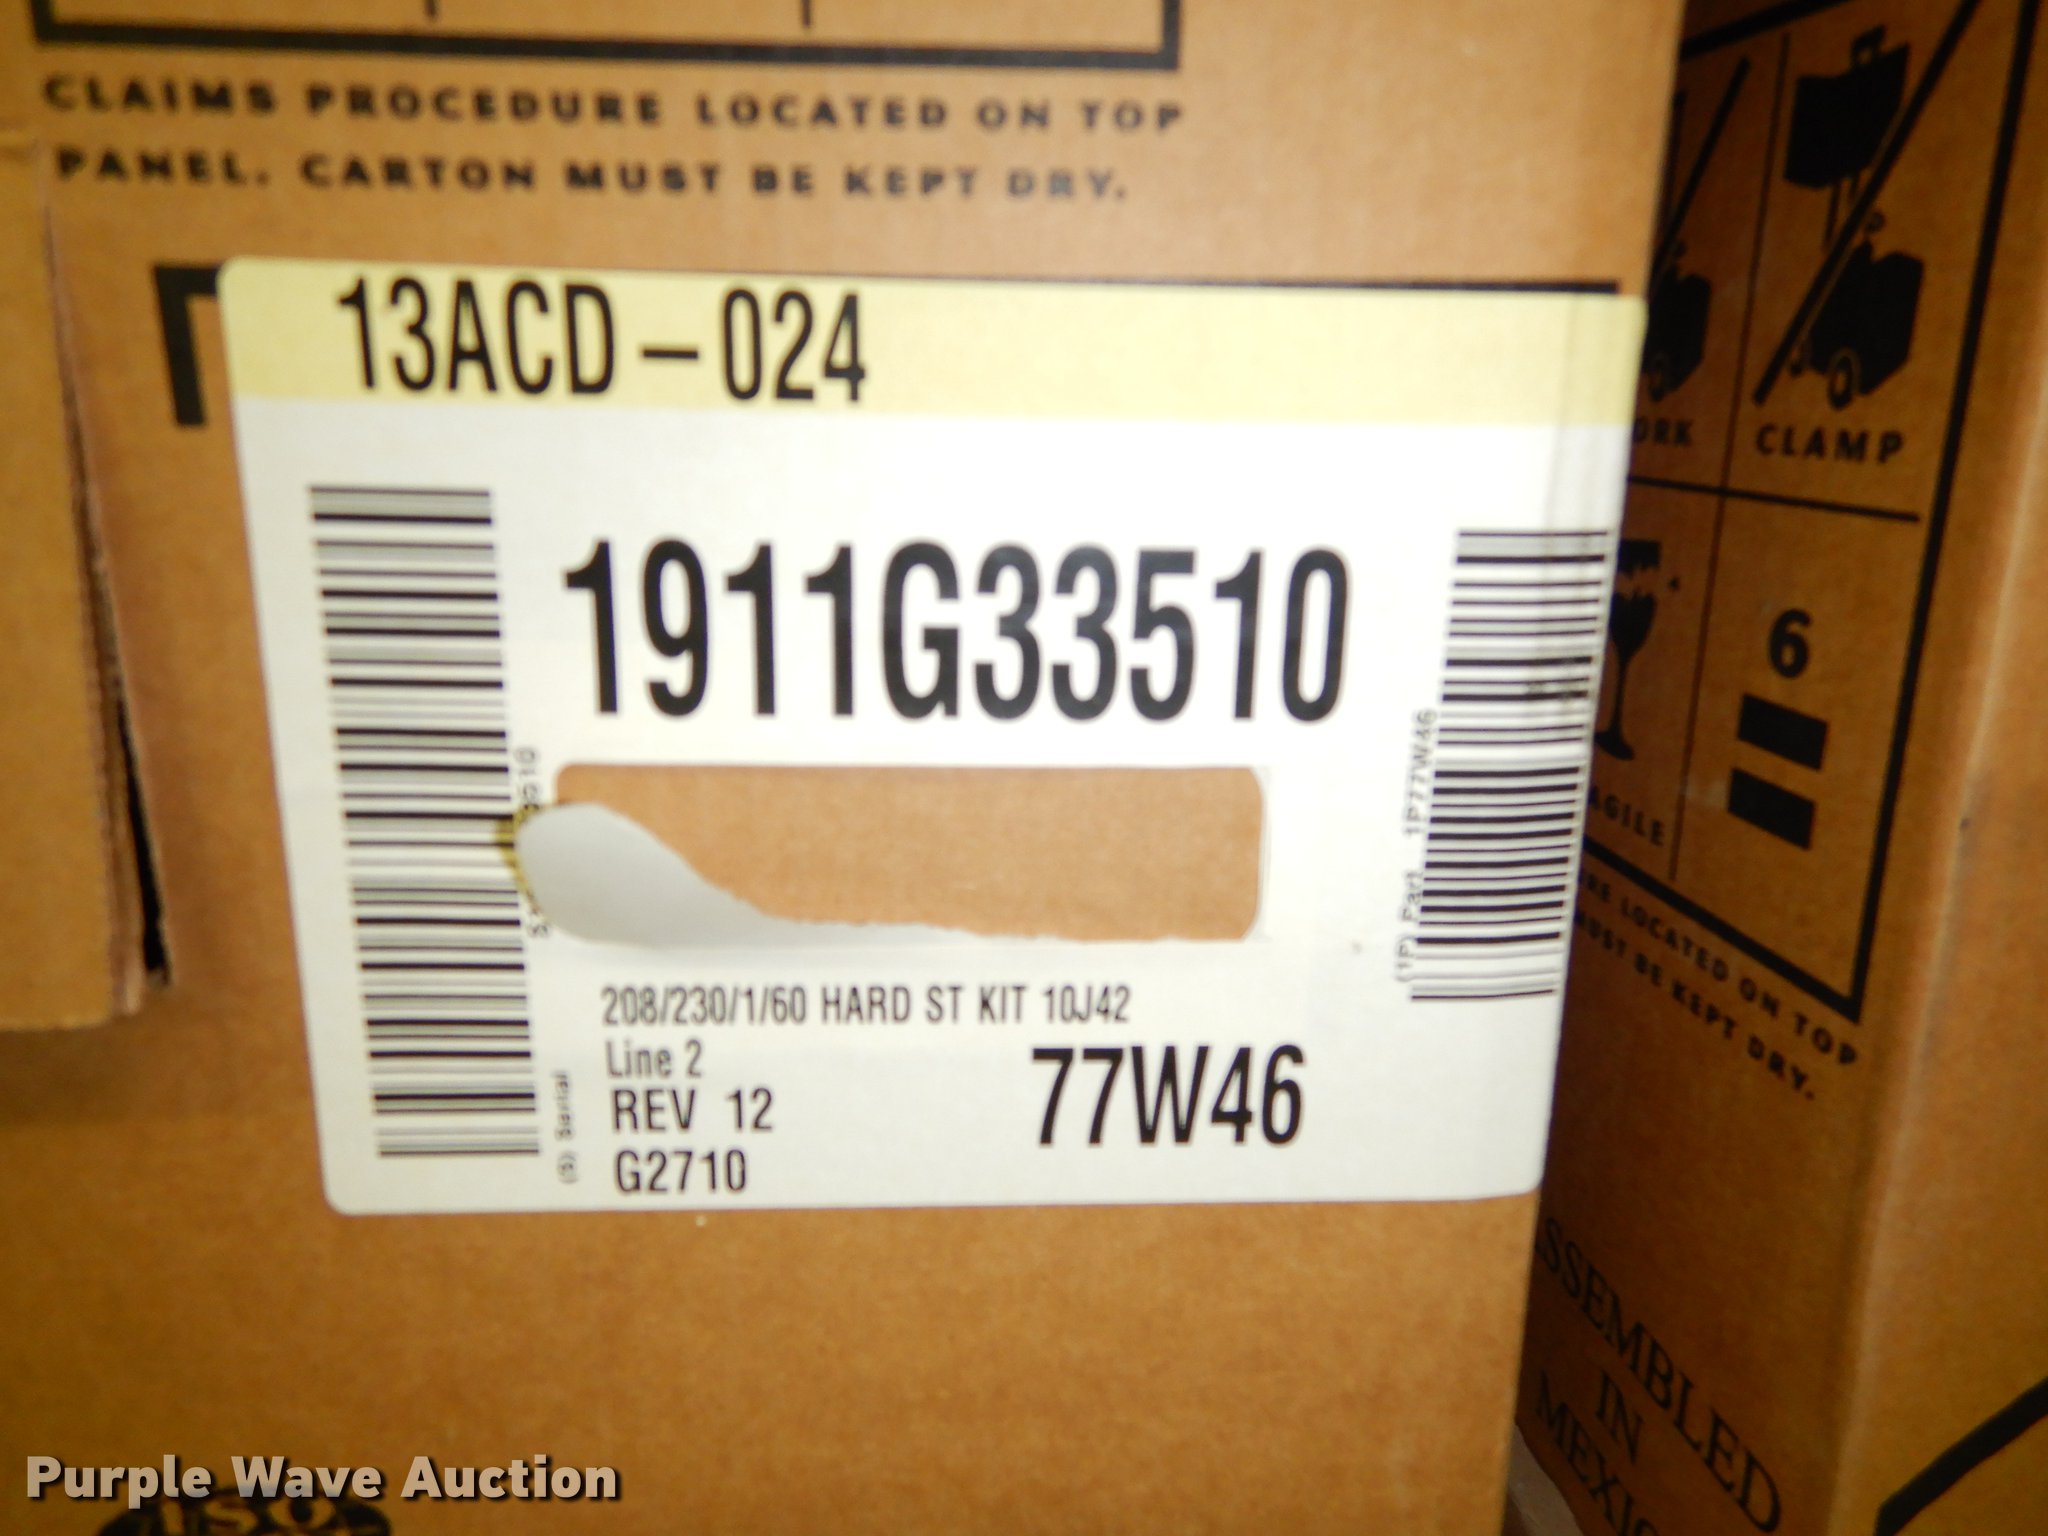 CLAIMS PROCEDURE LOCATED ON TOP
PANEL. CARTON MUST BE KEPT DRY.
13ACD-024
1911G33510
(S) Serial
(1P) Part 1P77W46
208/230/1/60 HARD ST KIT 10J42
Line 2
REV 12
77W46
G2710
CLAMP
6
LOCATED ON TOP
MUST BE KEPT DRY.
ASSEMBLED
IN
Purple Wave Auction